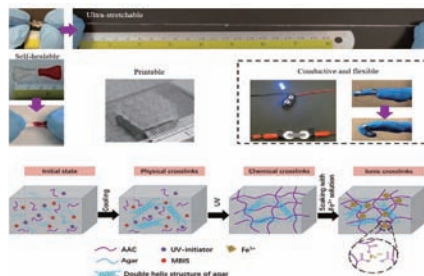 Ultra-stretchable
Self-healable
Printable
Conductive and flexible
Initial state
Physical crosslinks
Chemical crosslinks
Ionic crosslinks
Cooling
UV
Soaking with
Fe³⁺ solution
AAC
UV-initiator
Fe³⁺
Agar
MBIS
Double helix structure of agar